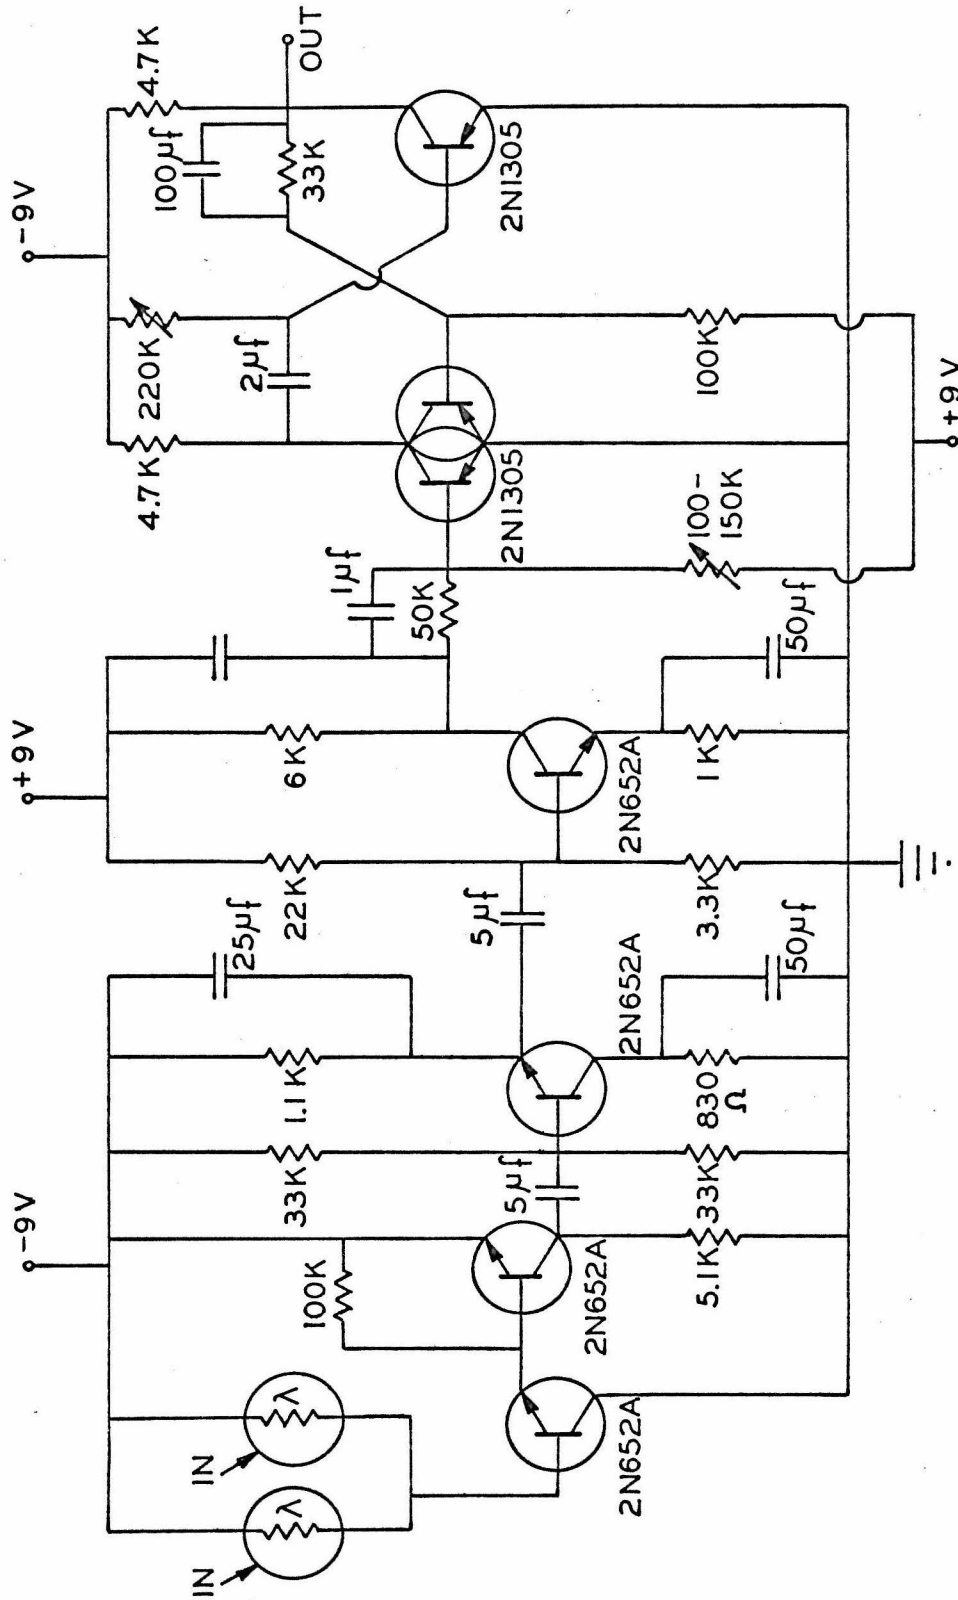 -9V
+9V
-9V
IN
IN
λ
λ
100K
33K
1.1K
25µf
22K
6K
1µf
50K
4.7K
220K
2µf
100µf
33K
4.7K
OUT
5µf
5µf
2N652A
2N652A
2N652A
2N652A
2N1305
2N1305
5.1K
33K
830
Ω
50µf
3.3K
1K
50µf
100-
150K
100K
+9V